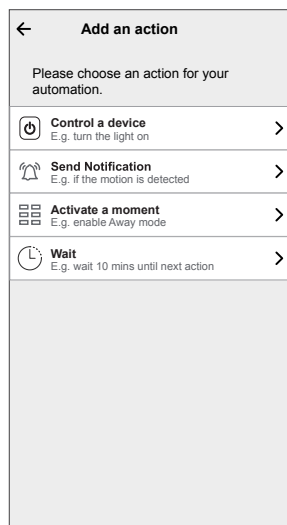 Add an action
Please choose an action for your
automation.
Control a device
E.g. turn the light on
Send Notification
E.g. if the motion is detected
Activate a moment
E.g. enable Away mode
Wait
E.g. wait 10 mins until next action